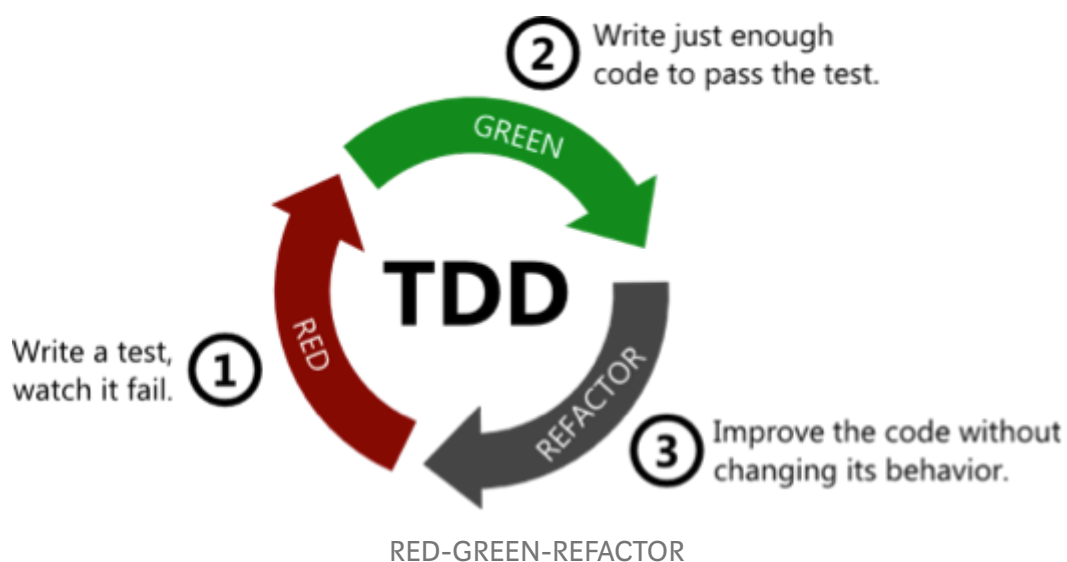 2
Write just enough
code to pass the test.
GREEN
TDD
RED
Write a test,
watch it fail.
1
REFACTOR
3
Improve the code without
changing its behavior.
RED-GREEN-REFACTOR